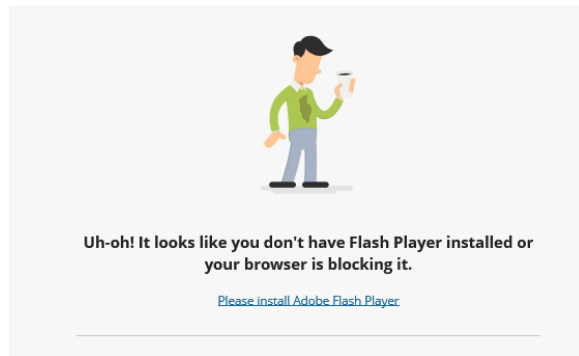 Uh-oh! It looks like you don't have Flash Player installed or
your browser is blocking it.
Please install Adobe Flash Player